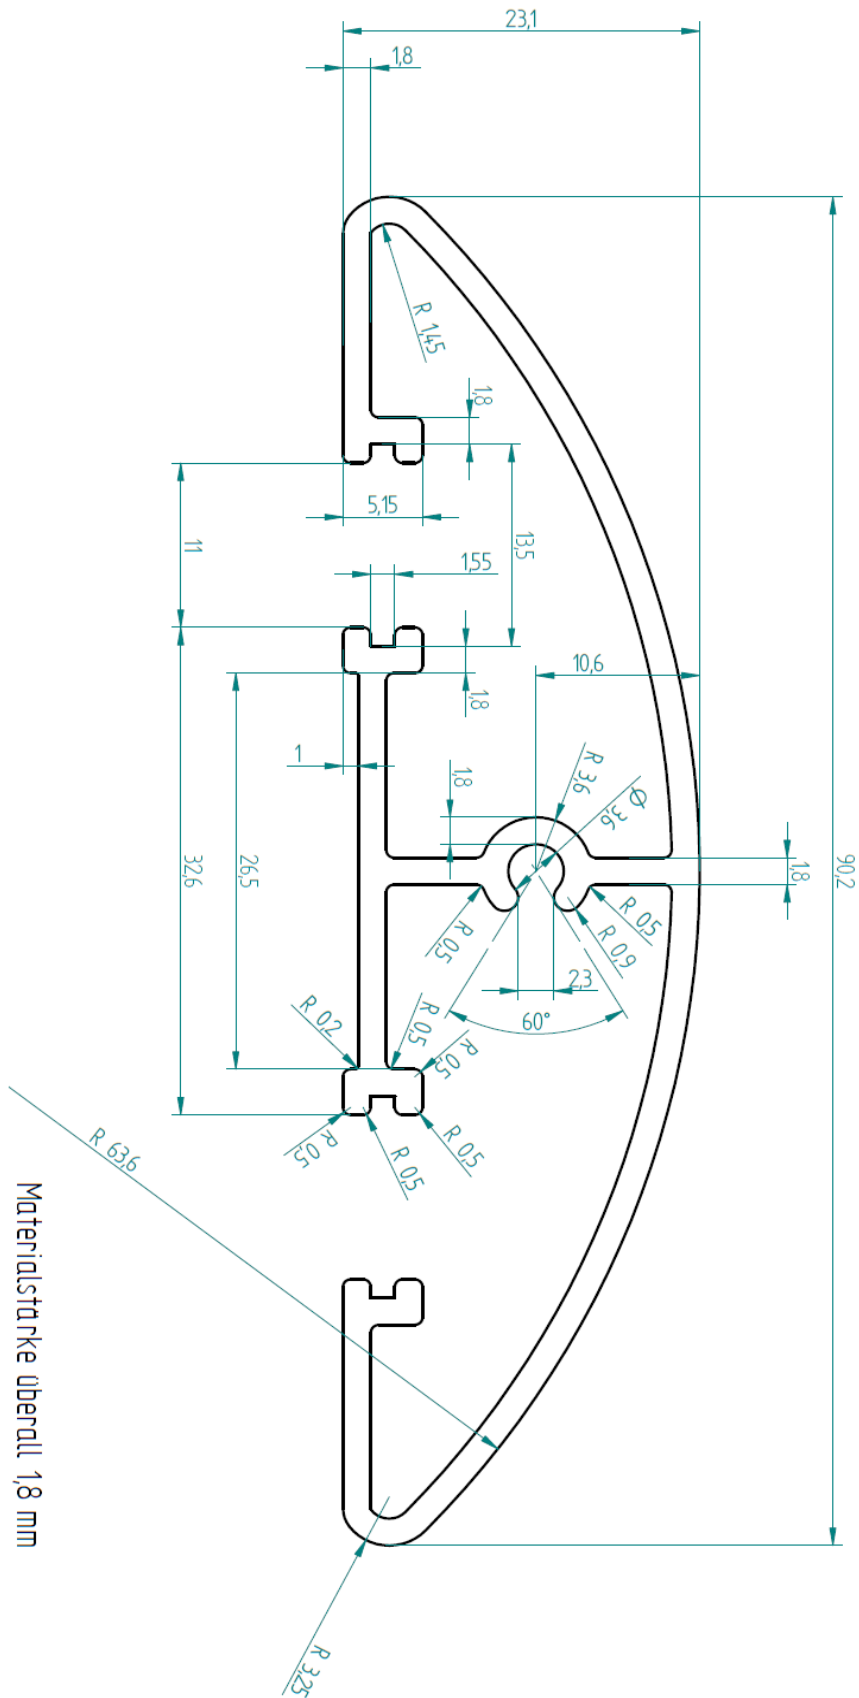 23,1
1,8
R 1,45
1,8
5,15
11
13,5
1,55
10,6
1,8
1
1,8
R 3,6
Ø 3,6
1,8
90,2
32,6
26,5
R 0,5
R 0,5
R 0,9
2,3
60°
R 0,2
R 0,5
R 0,5
R 0,5
R 0,5
R 0,5
R 63,6
Materialstärke überall 1,8 mm
R 3,25